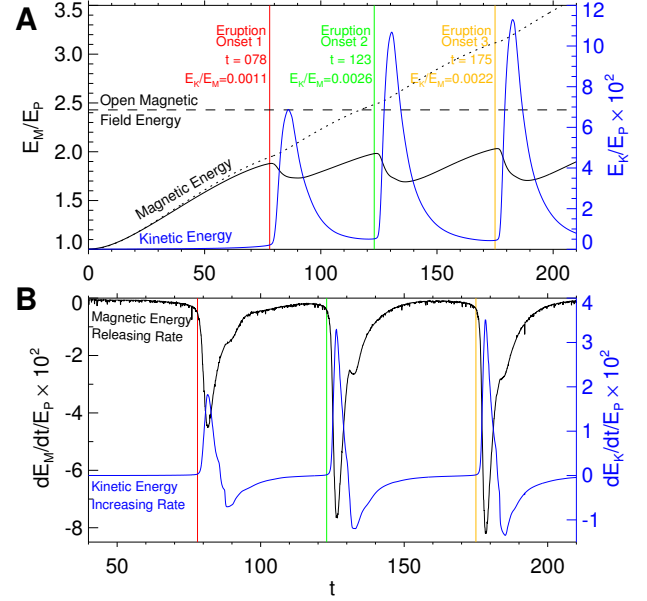 A
3.5
3.0
2.5
2.0
1.5
1.0
E_M/E_P
12
10
8
6
4
2
0
E_K/E_P × 10^2
Eruption
Onset 1
t = 078
E_K/E_M=0.0011
Eruption
Onset 2
t = 123
E_K/E_M=0.0026
Eruption
Onset 3
t = 175
E_K/E_M=0.0022
Open Magnetic
Field Energy
Magnetic Energy
Kinetic Energy
0
50
100
150
200
B
0
-2
-4
-6
-8
dE_M/dt/E_P × 10^2
4
3
2
1
0
-1
dE_K/dt/E_P × 10^2
Magnetic Energy
Releasing Rate
Kinetic Energy
Increasing Rate
50
100
150
200
t